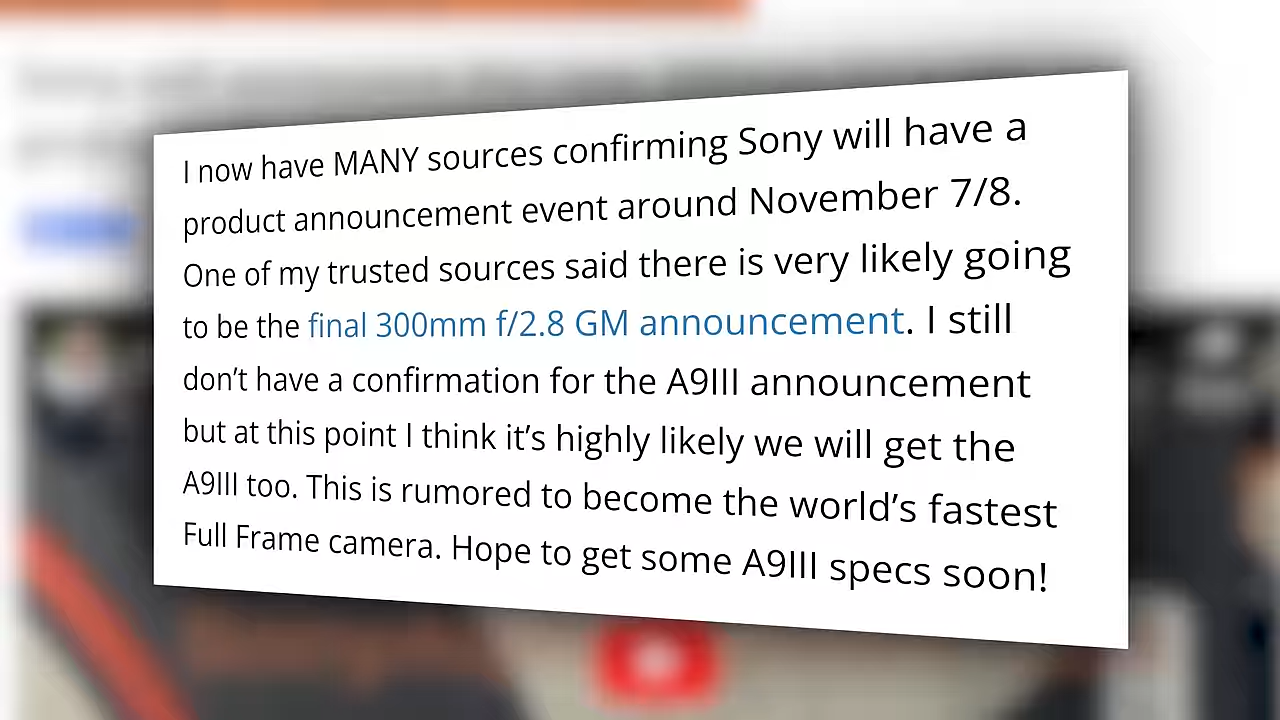 I now have MANY sources confirming Sony will have a
product announcement event around November 7/8.
One of my trusted sources said there is very likely going
to be the final 300mm f/2.8 GM announcement. I still
don’t have a confirmation for the A9III announcement
but at this point I think it’s highly likely we will get the
A9III too. This is rumored to become the world’s fastest
Full Frame camera. Hope to get some A9III specs soon!